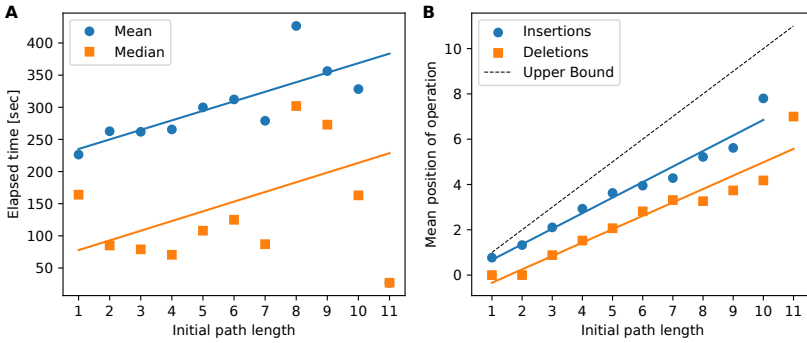 A
Elapsed time [sec]
400
350
300
250
200
150
100
50
Mean
Median
1 2 3 4 5 6 7 8 9 10 11
Initial path length
B
Mean position of operation
10
8
6
4
2
0
Insertions
Deletions
Upper Bound
1 2 3 4 5 6 7 8 9 10 11
Initial path length